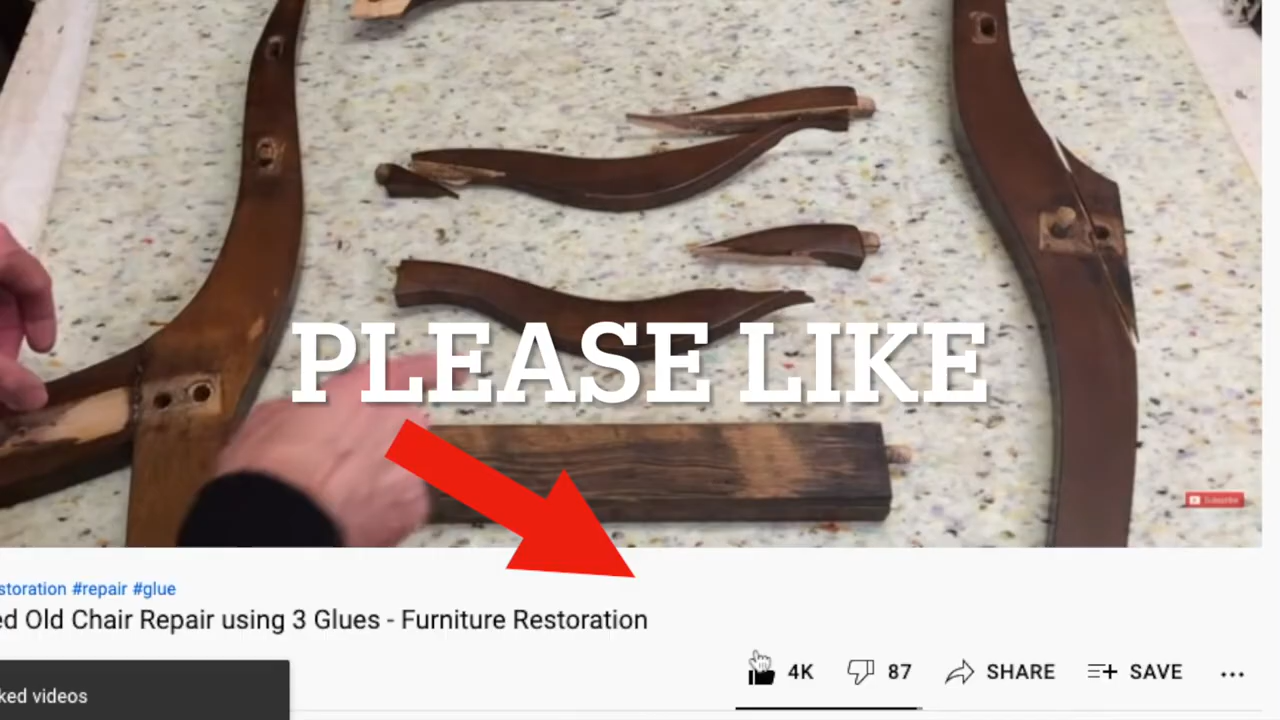 PLEASE LIKE
Subscribe
storation #repair #glue
ed Old Chair Repair using 3 Glues - Furniture Restoration
4K 87 SHARE SAVE
ked videos